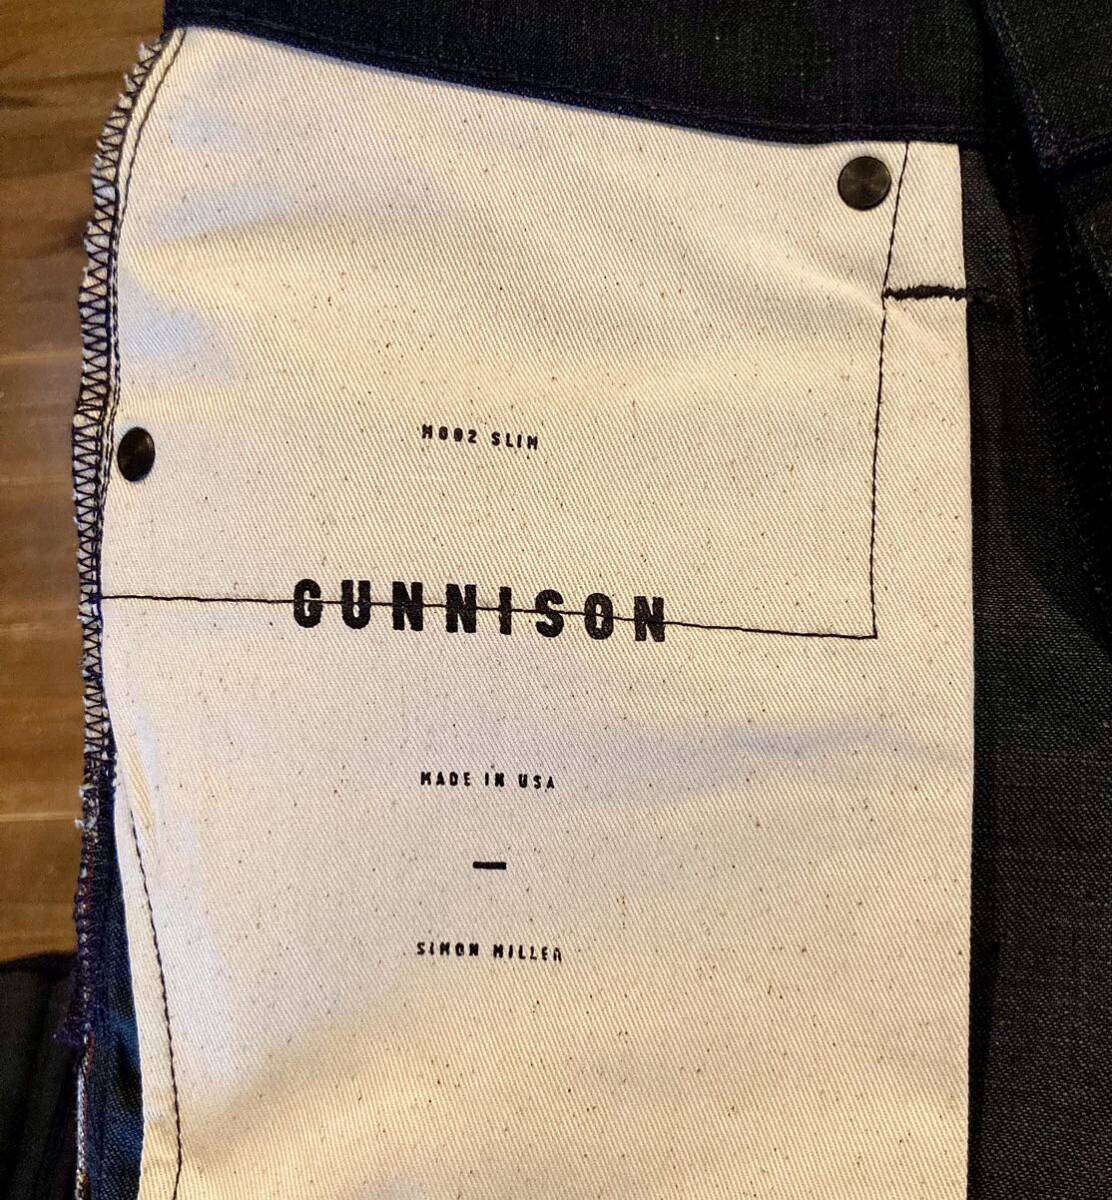 M002 SLIM
GUNNISON
MADE IN USA
—
SIMON MILLER